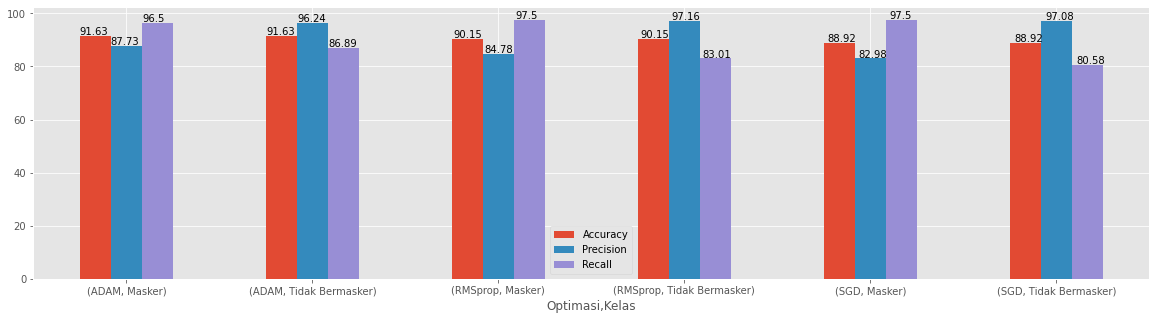 100
80
60
40
20
0
91.63
87.73
96.5
91.63
96.24
86.89
90.15
84.78
97.5
90.15
97.16
83.01
88.92
82.98
97.5
88.92
97.08
80.58
Accuracy
Precision
Recall
(ADAM, Masker)
(ADAM, Tidak Bermasker)
(RMSprop, Masker)
(RMSprop, Tidak Bermasker)
(SGD, Masker)
(SGD, Tidak Bermasker)
Optimasi,Kelas